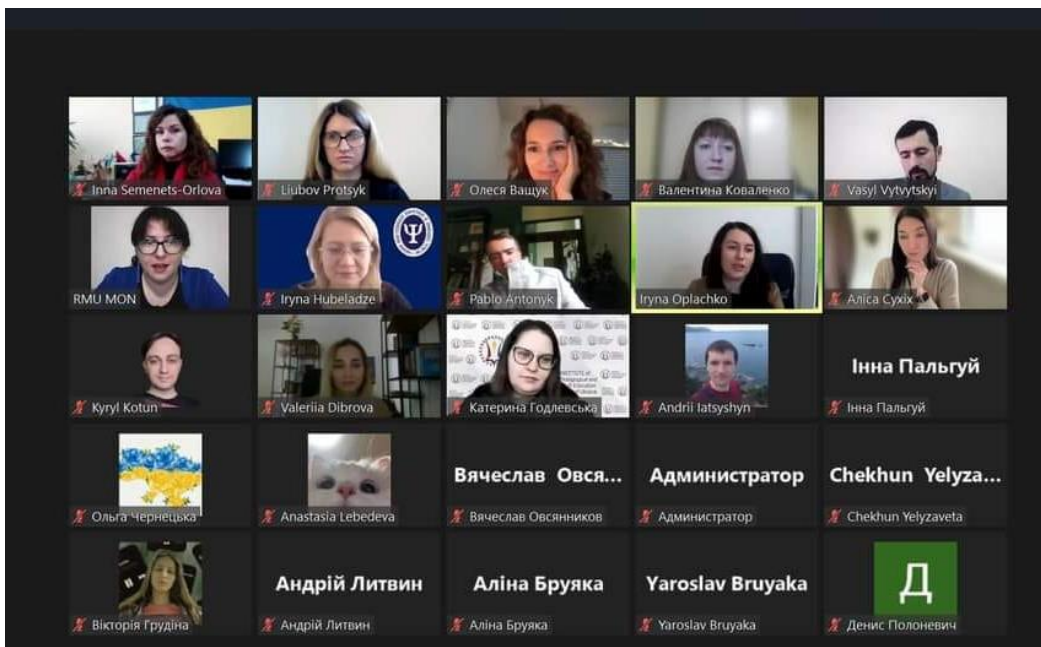 Inna Semenets-Orlova
Liubov Protsyk
Олеся Ващук
Валентина Коваленко
Vasyl Vytvytskyi
RMU MON
Iryna Hubeladze
Pablo Antonyk
Iryna Oplachko
Аліса Сухіх
Kyryl Kotun
Valeriia Dibrova
INSTITUTE of
Катерина Годлевська
Andrii Iatsyshyn
Інна Пальгуй
Інна Пальгуй
Ольга Чернецька
Anastasia Lebedeva
Вячеслав Овся...
Вячеслав Овсянников
Администратор
Администратор
Chekhun Yelyza...
Chekhun Yelyzaveta
Вікторія Грудіна
Андрій Литвин
Андрій Литвин
Аліна Бруяка
Аліна Бруяка
Yaroslav Bruyaka
Yaroslav Bruyaka
Д
Денис Полоневич